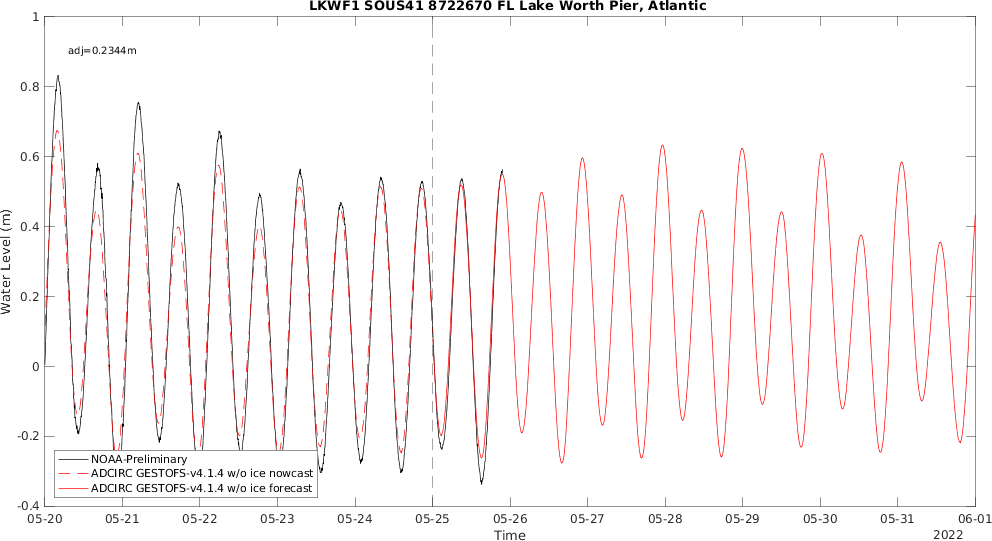 LKWF1 SOUS41 8722670 FL Lake Worth Pier, Atlantic
adj=0.2344m
Water Level (m)
1
0.8
0.6
0.4
0.2
0
-0.2
-0.4
NOAA-Preliminary
ADCIRC GESTOFS-v4.1.4 w/o ice nowcast
ADCIRC GESTOFS-v4.1.4 w/o ice forecast
05-20 05-21 05-22 05-23 05-24 05-25 05-26 05-27 05-28 05-29 05-30 05-31 06-01
Time
2022